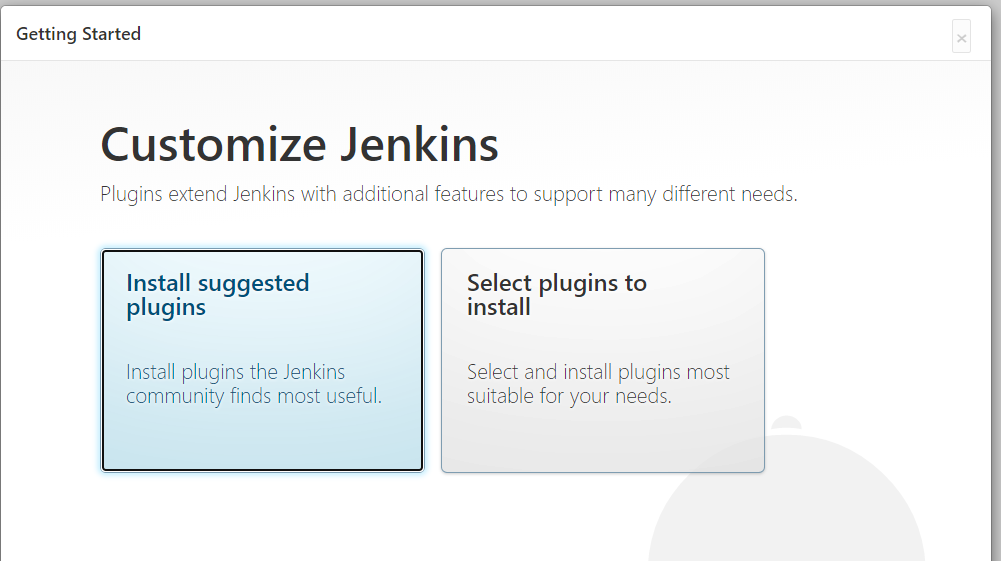 Getting Started
×
Customize Jenkins
Plugins extend Jenkins with additional features to support many different needs.
Install suggested
plugins
Install plugins the Jenkins
community finds most useful.
Select plugins to
install
Select and install plugins most
suitable for your needs.